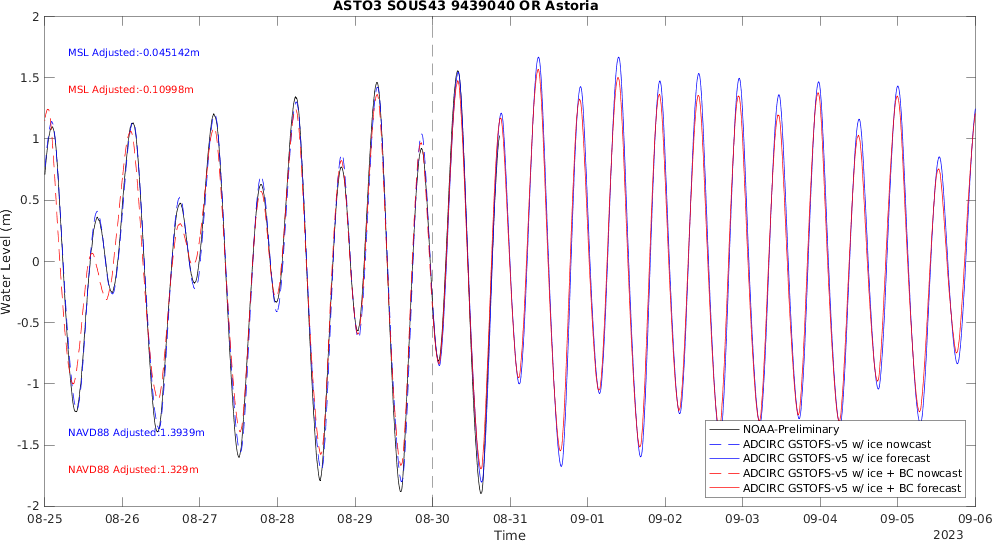 ASTO3 SOUS43 9439040 OR Astoria
2
1.5
1
0.5
0
-0.5
-1
-1.5
-2
Water Level (m)
MSL Adjusted:-0.045142m
MSL Adjusted:-0.10998m
NAVD88 Adjusted:1.3939m
NAVD88 Adjusted:1.329m
NOAA-Preliminary
ADCIRC GSTOFS-v5 w/ ice nowcast
ADCIRC GSTOFS-v5 w/ ice forecast
ADCIRC GSTOFS-v5 w/ ice + BC nowcast
ADCIRC GSTOFS-v5 w/ ice + BC forecast
08-25 08-26 08-27 08-28 08-29 08-30 08-31 09-01 09-02 09-03 09-04 09-05 09-06
Time 2023